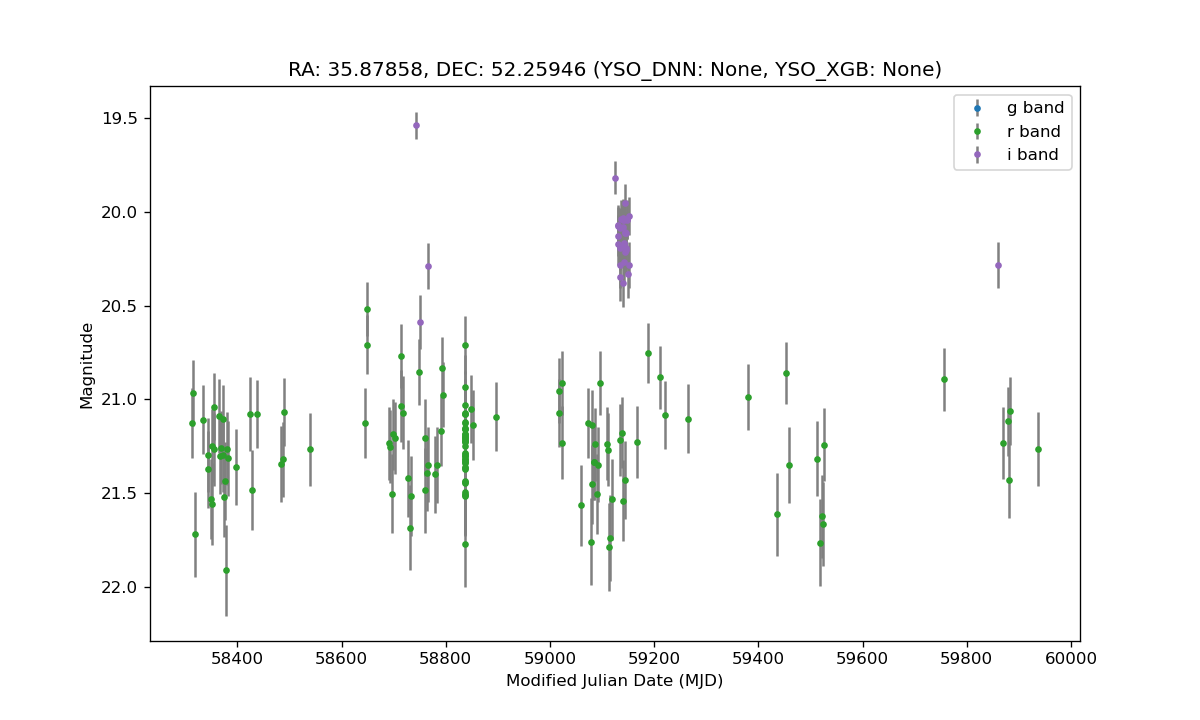 RA: 35.87858, DEC: 52.25946 (YSO_DNN: None, YSO_XGB: None)
g band
r band
i band
19.5
20.0
20.5
21.0
21.5
22.0
Magnitude
58400 58600 58800 59000 59200 59400 59600 59800 60000
Modified Julian Date (MJD)